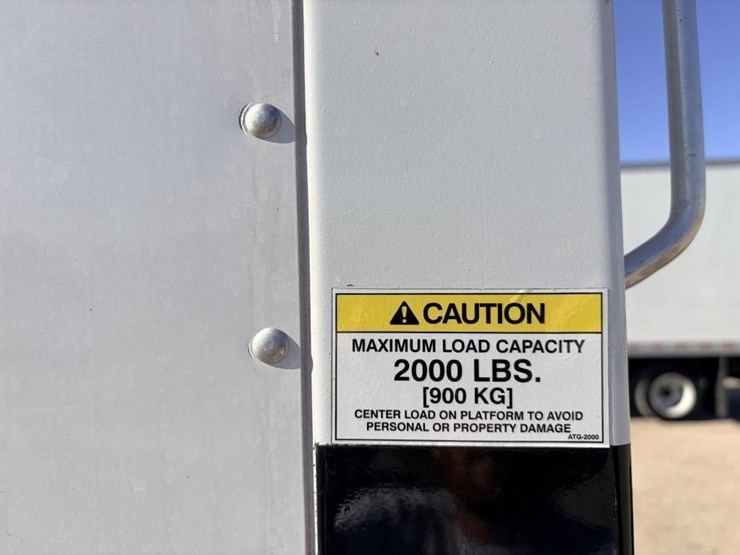 CAUTION
MAXIMUM LOAD CAPACITY
2000 LBS.
[900 KG]
CENTER LOAD ON PLATFORM TO AVOID
PERSONAL OR PROPERTY DAMAGE
ATG-2000